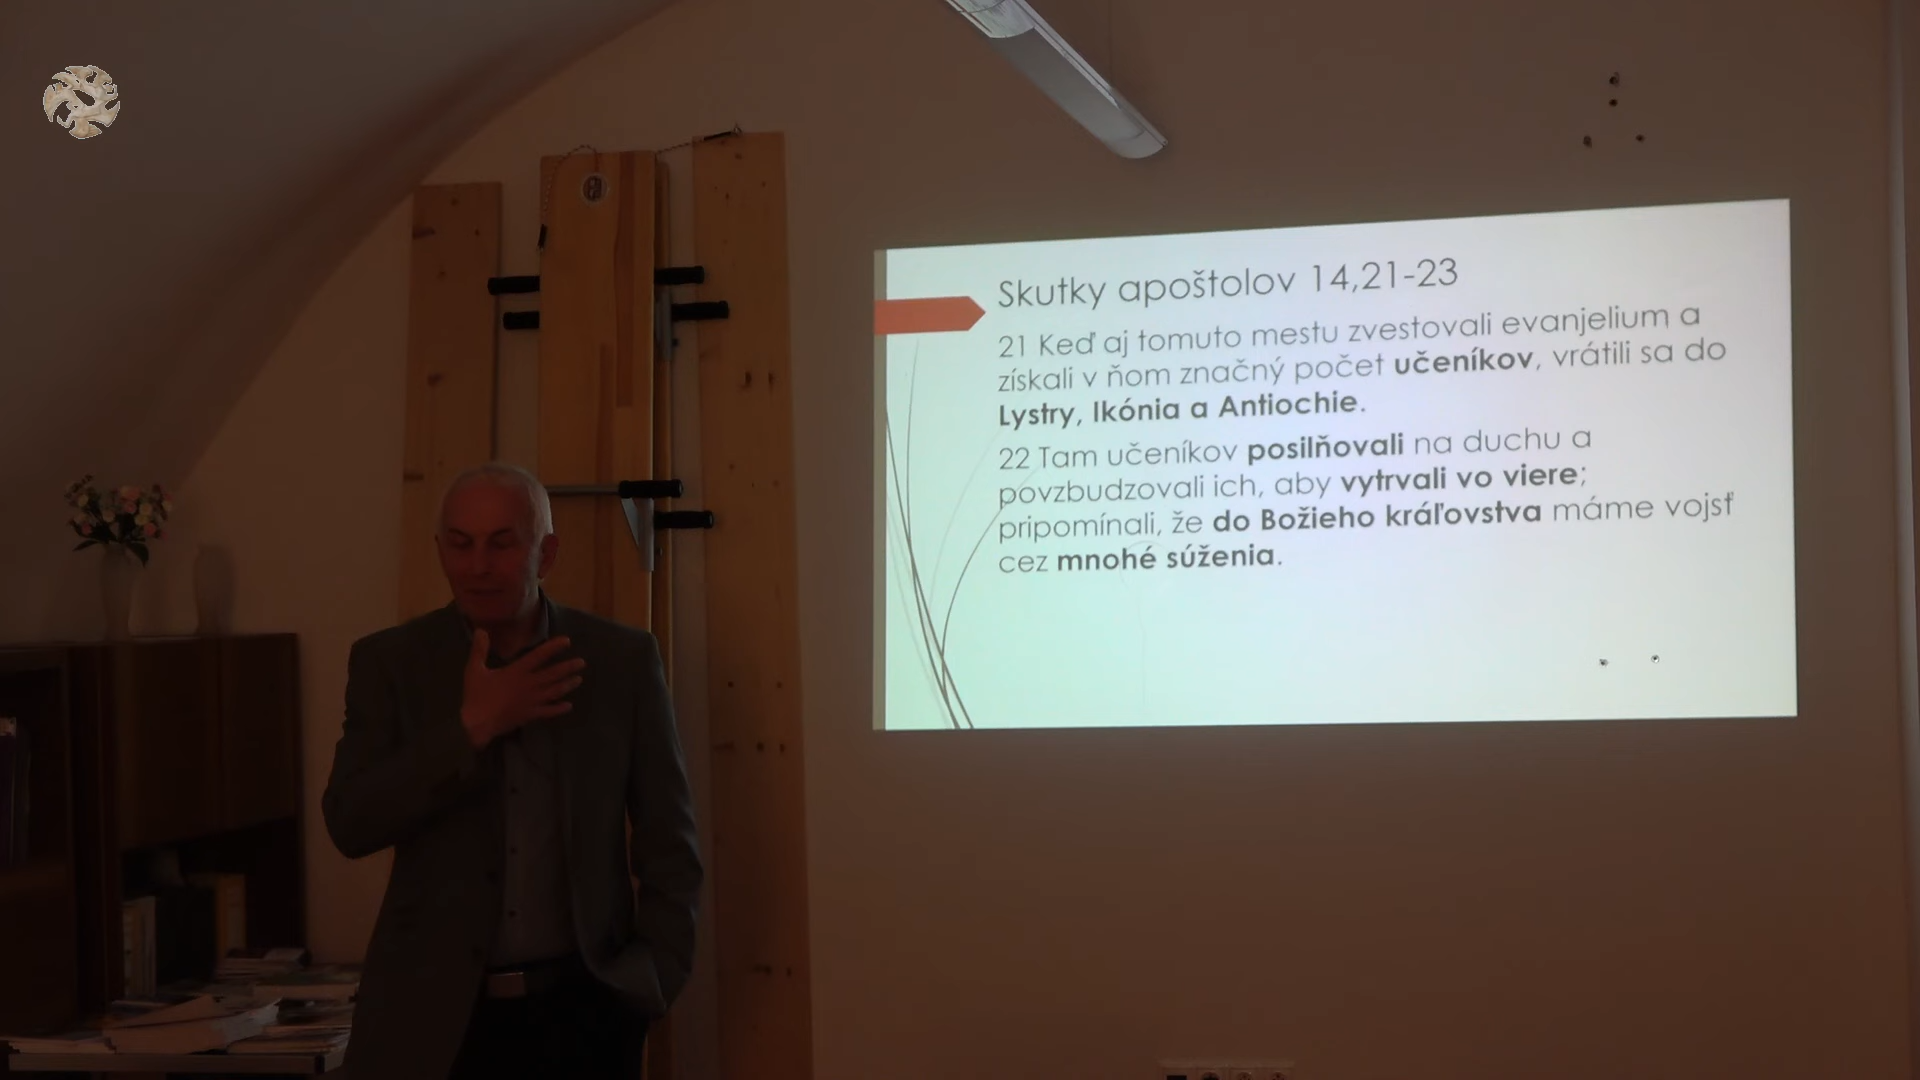 Skutky apoštolov 14,21-23
21 Keď aj tomuto mestu zvestovali evanjelium a
získali v ňom značný počet učeníkov, vrátili sa do
Lystry, Ikónia a Antiochie.
22 Tam učeníkov posilňovali na duchu a
povzbudzovali ich, aby vytrvali vo viere;
pripomínali, že do Božieho kráľovstva máme vojsť
cez mnohé súženia.